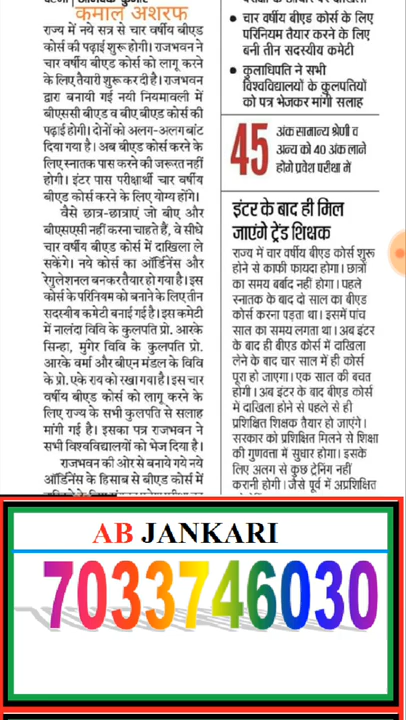 कमाल अशरफ
राज्य में नये सत्र से चार वर्षीय बीएड
कोर्स की पढ़ाई शुरू होगी। राजभवन ने
चार वर्षीय बीएड कोर्स को लागू करने
के लिए तैयारी शुरू कर दी है। राजभवन
द्वारा बनायी गई नयी नियमावली में
बीएससी बीएड व बीए बीएड कोर्स की
पढ़ाई होगी। दोनों को अलग-अलग बांट
दिया गया है। अब बीएड कोर्स करने के
लिए स्नातक पास करने की जरूरत नहीं
होगी। इंटर पास परीक्षार्थी चार वर्षीय
बीएड कोर्स करने के लिए योग्य होंगे।
वैसे छात्र-छात्राएं जो बीए और
बीएसएसी नहीं करना चाहते हैं, वे सीधे
चार वर्षीय बीएड कोर्स में दाखिला ले
सकेंगे। नये कोर्स का ऑर्डिनेंस और
रेगुलेशनल बनकर तैयार हो गया है। इस
कोर्स के परिनियम को बनाने के लिए तीन
सदस्यीय कमेटी बनाई गई है। इस कमेटी
में नालंदा विवि के कुलपति प्रो. आरके
सिन्हा, मुगेर विवि के कुलपति प्रो.
आरके वर्मा और बीएन मंडल के विवि
के प्रो. एके राय को रखा गया है। इस चार
वर्षीय बीएड कोर्स को लागू करने के
लिए राज्य के सभी कुलपति से सलाह
मांगी गई है। इसका पत्र राजभवन ने
सभी विश्वविद्यालयों को भेज दिया है।
राजभवन की ओर से बनाये गये नये
ऑर्डिनेंस के हिसाब से बीएड कोर्स में
● चार वर्षीय बीएड कोर्स के लिए
परिनियम तैयार करने के लिए
बनी तीन सदस्यीय कमेटी
● कुलाधिपति ने सभी
विश्वविद्यालयों के कुलपतियों
को पत्र भेजकर मांगी सलाह
45 अंक सामान्य श्रेणी व
अन्य को 40 अंक लाने
होंगे प्रवेश परीक्षा में
इंटर के बाद ही मिल
जाएंगे ट्रेंड शिक्षक
राज्य में चार वर्षीय बीएड कोर्स शुरू
होने से काफी फायदा होगा। छात्रों
का समय बर्बाद नहीं होगा। पहले
स्नातक के बाद दो साल का बीएड
कोर्स करना पड़ता था। इसमें पांच
साल का समय लगता था। अब इंटर
के बाद ही बीएड कोर्स में दाखिला
लेने के बाद चार साल में ही कोर्स
पूरा हो जाएगा। एक साल की बचत
होगी। अब इंटर के बाद बीएड कोर्स
में दाखिला होने से पहले से ही
प्रशिक्षित शिक्षक तैयार हो जाएंगे।
सरकार को प्रशिक्षित मिलने से शिक्षा
की गुणवत्ता में सुधार होगा। इसके
लिए अलग से कुछ ट्रेनिंग नहीं
करानी होगी। जैसे पूर्व में अप्रशिक्षित
AB JANKARI
7033746030